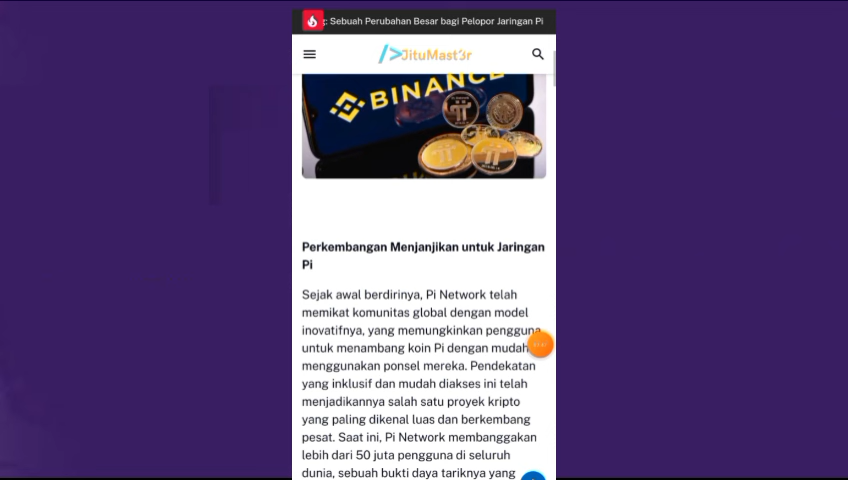 : Sebuah Perubahan Besar bagi Pelopor Jaringan Pi
JituMast3r
BINANCE
Perkembangan Menjanjikan untuk Jaringan
Pi
Sejak awal berdirinya, Pi Network telah
memikat komunitas global dengan model
inovatifnya, yang memungkinkan pengguna
untuk menambang koin Pi dengan mudah
menggunakan ponsel mereka. Pendekatan
yang inklusif dan mudah diakses ini telah
menjadikannya salah satu proyek kripto
yang paling dikenal luas dan berkembang
pesat. Saat ini, Pi Network membanggakan
lebih dari 50 juta pengguna di seluruh
dunia, sebuah bukti daya tariknya yang